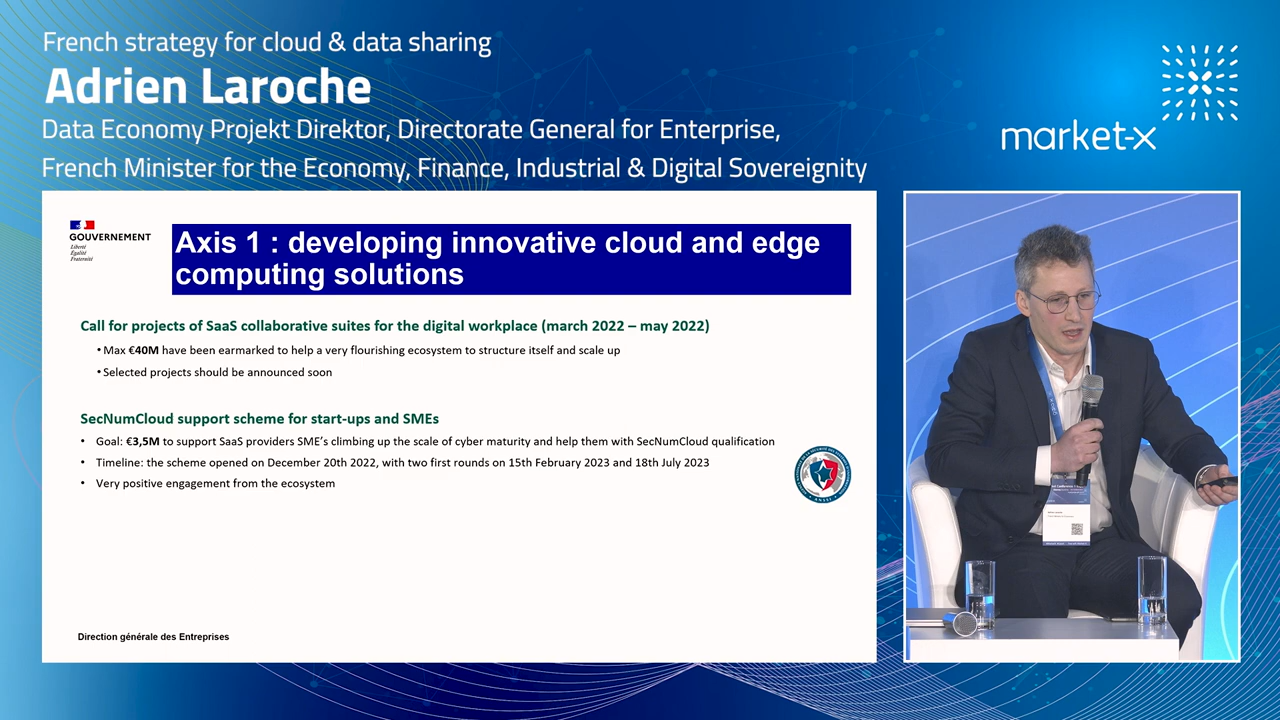 French strategy for cloud & data sharing
Adrien Laroche
Data Economy Projekt Direktor, Directorate General for Enterprise,
French Minister for the Economy, Finance, Industrial & Digital Sovereignity
market-x
GOUVERNEMENT
Liberté
Égalité
Fraternité
Axis 1 : developing innovative cloud and edge
computing solutions
Call for projects of SaaS collaborative suites for the digital workplace (march 2022 – may 2022)
• Max €40M have been earmarked to help a very flourishing ecosystem to structure itself and scale up
• Selected projects should be announced soon
SecNumCloud support scheme for start-ups and SMEs
• Goal: €3,5M to support SaaS providers SME's climbing up the scale of cyber maturity and help them with SecNumCloud qualification
• Timeline: the scheme opened on December 20th 2022, with two first rounds on 15th February 2023 and 18th July 2023
• Very positive engagement from the ecosystem
ANSSI
Direction générale des Entreprises